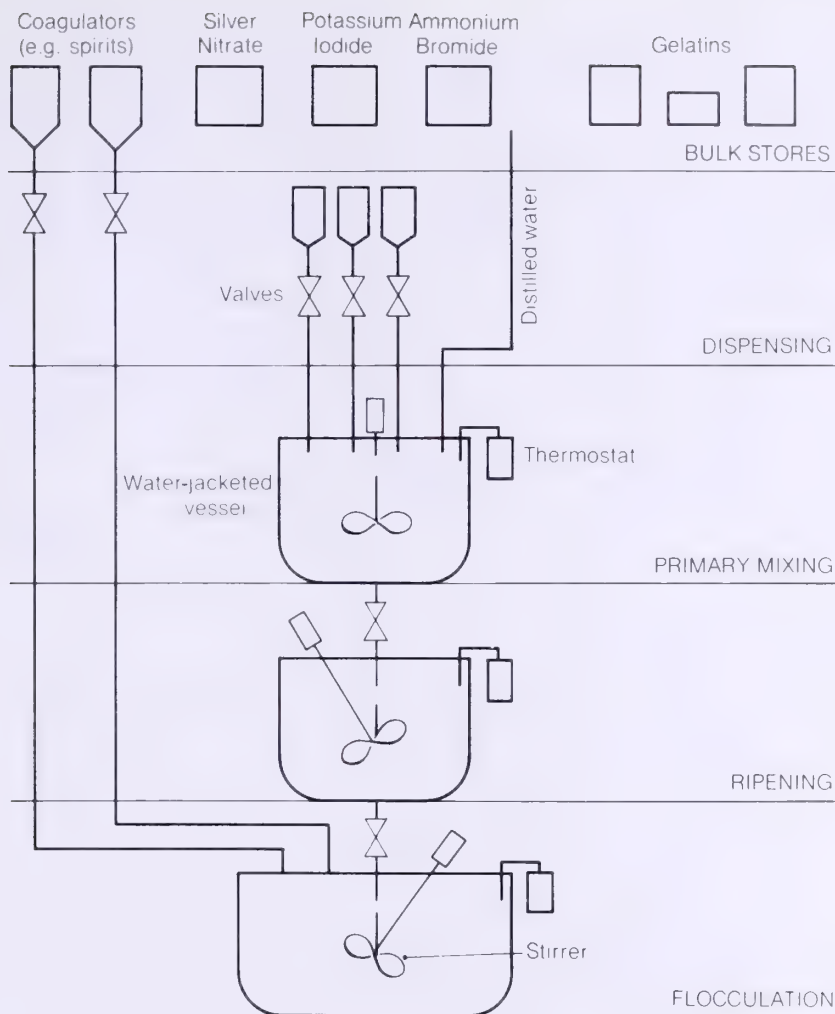 Coagulators
(e.g. spirits)
Silver
Nitrate
Potassium
Iodide
Ammonium
Bromide
Gelatins
BULK STORES
Distilled water
Valves
DISPENSING
Thermostat
Water-jacketed
vessel
PRIMARY MIXING
RIPENING
Stirrer
FLOCCULATION